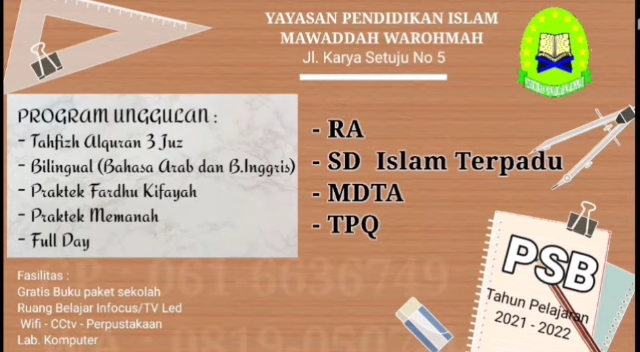 YAYASAN PENDIDIKAN ISLAM
MAWADDAH WAROHMAH
Jl. Karya Setuju No 5
PROGRAM UNGGULAN :
- Tahfizh Alquran 3 Juz
- Bilingual (Bahasa Arab dan B.Inggris)
- Praktek Fardhu Kifayah
- Praktek Memanah
- Full Day
- RA
- SD Islam Terpadu
- MDTA
- TPQ
Fasilitas :
Gratis Buku paket sekolah
Ruang Belajar Infocus/TV Led
Wifi - CCtv - Perpustakaan
Lab. Komputer
PSB
Tahun Pelajaran
2021 - 2022